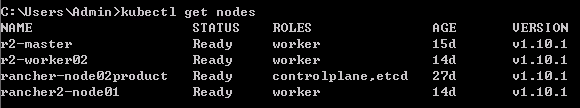 C:\Users\Admin>kubectl get nodes
NAME STATUS ROLES AGE VERSION
r2-master Ready worker 15d v1.10.1
r2-worker02 Ready worker 14d v1.10.1
rancher-node02product Ready controlplane,etcd 27d v1.10.1
rancher2-node01 Ready worker 14d v1.10.1